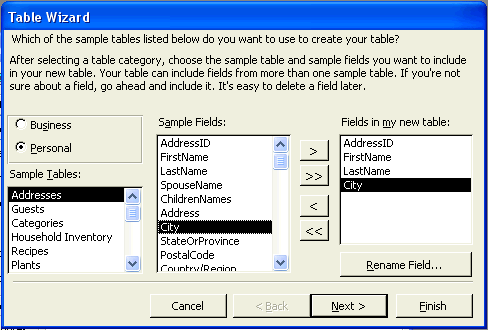 Table Wizard
Which of the sample tables listed below do you want to use to create your table?
After selecting a table category, choose the sample table and sample fields you want to include
in your new table. Your table can include fields from more than one sample table. If you're not
sure about a field, go ahead and include it. It's easy to delete a field later.
Business
Personal
Sample Tables:
Addresses
Guests
Categories
Household Inventory
Recipes
Plants
Sample Fields:
AddressID
FirstName
LastName
SpouseName
ChildrenNames
Address
City
StateOrProvince
PostalCode
Country/Region
>
>>
<
<<
Fields in my new table:
AddressID
FirstName
LastName
City
Rename Field...
Cancel
< Back
Next >
Finish